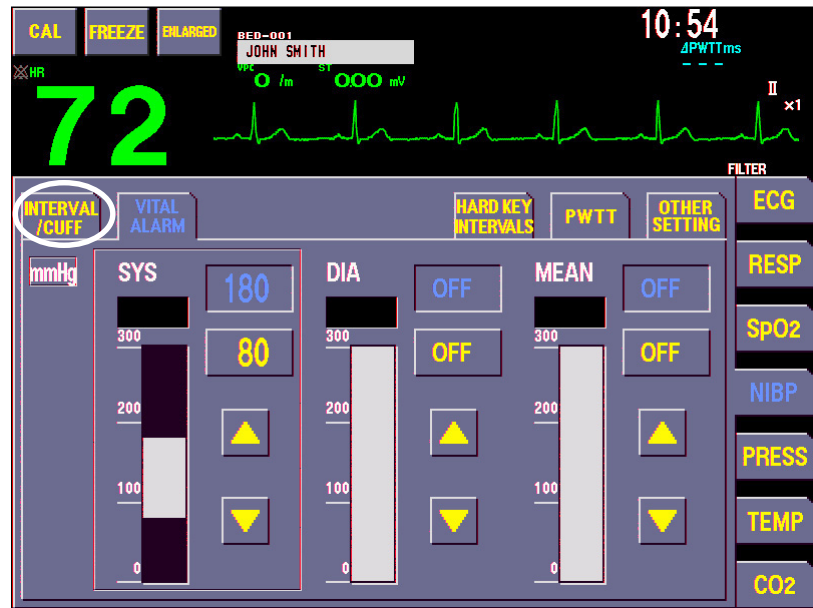 CAL FREEZE ENLARGED
BED-001
JOHN SMITH
10:54
ΔPWTT ms
- - -
HR
72
VPC 0 /m ST 0.00 mV
II
×1
FILTER
INTERVAL
/CUFF
VITAL
ALARM
HARD KEY
INTERVALS
PWTT
OTHER
SETTING
mmHg
SYS
180
80
300
200
100
0
DIA
OFF
OFF
300
200
100
0
MEAN
OFF
OFF
300
200
100
0
ECG
RESP
SpO2
NIBP
PRESS
TEMP
CO2